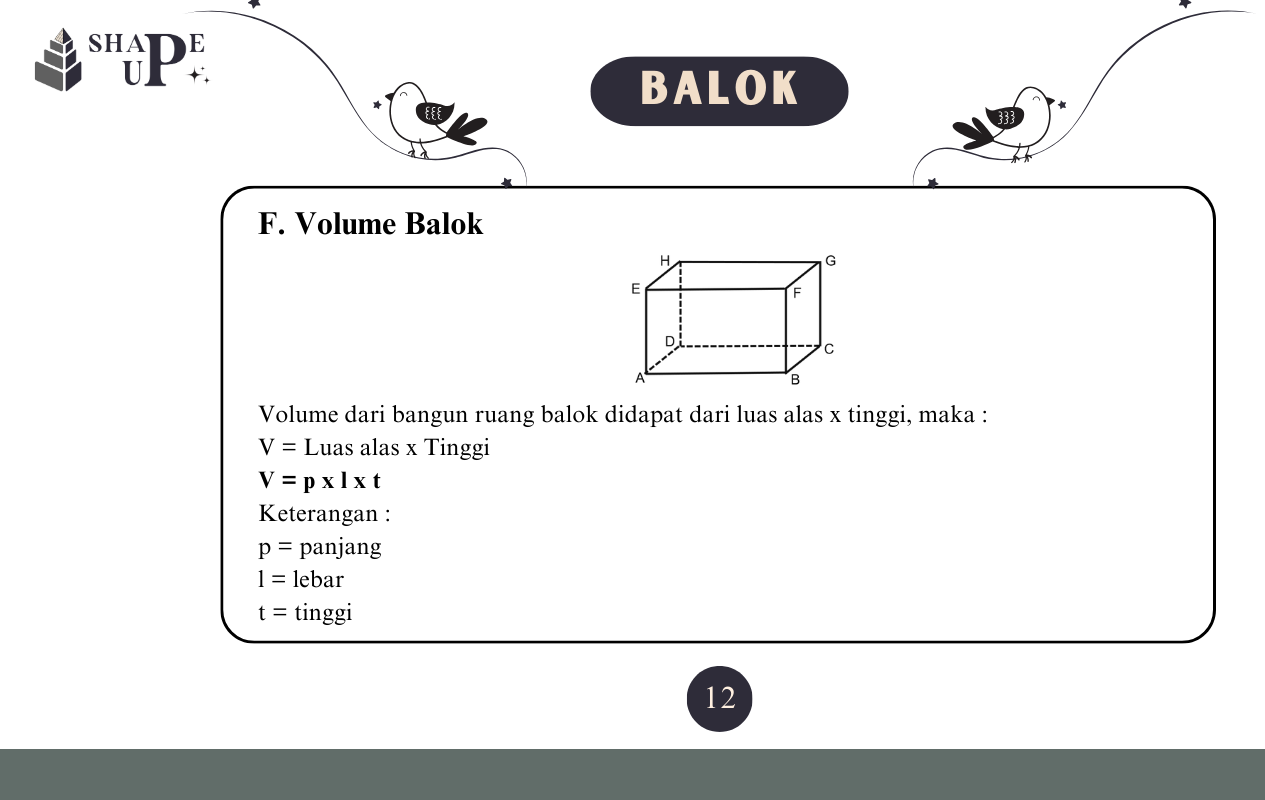 SHAPE
UP
BALOK
F. Volume Balok
H
G
E
F
D
C
A
B
Volume dari bangun ruang balok didapat dari luas alas x tinggi, maka :
V = Luas alas x Tinggi
V = p x l x t
Keterangan :
p = panjang
l = lebar
t = tinggi
12